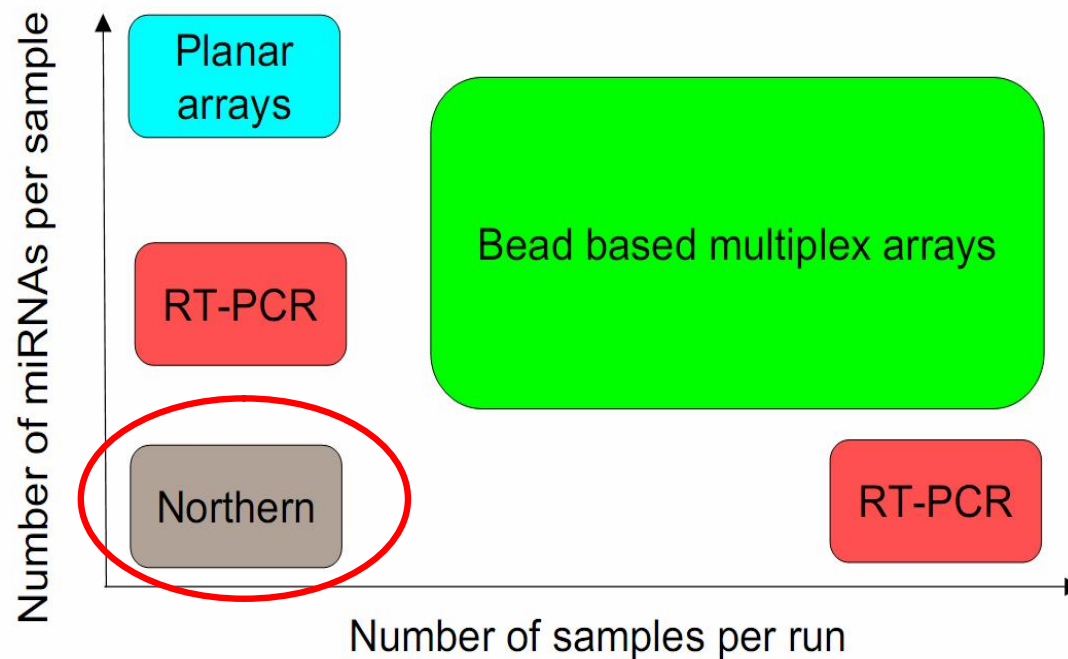 Number of miRNAs per sample
Planar
arrays
Bead based multiplex arrays
RT-PCR
Northern
RT-PCR
Number of samples per run